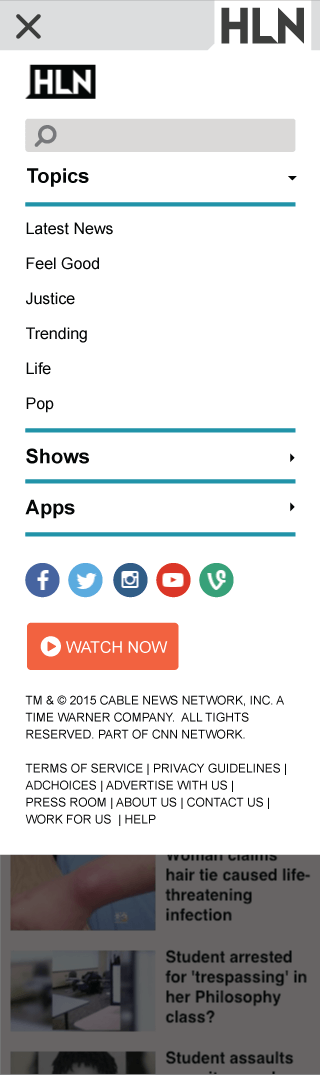 HLN
HLN
Topics
Latest News
Feel Good
Justice
Trending
Life
Pop
Shows
Apps
WATCH NOW
TM & © 2015 CABLE NEWS NETWORK, INC. A
TIME WARNER COMPANY. ALL TIGHTS
RESERVED. PART OF CNN NETWORK.
TERMS OF SERVICE | PRIVACY GUIDELINES |
ADCHOICES | ADVERTISE WITH US |
PRESS ROOM | ABOUT US | CONTACT US |
WORK FOR US | HELP
Woman claims
hair tie caused life-
threatening
infection
Student arrested
for 'trespassing' in
her Philosophy
class?
Student assaults